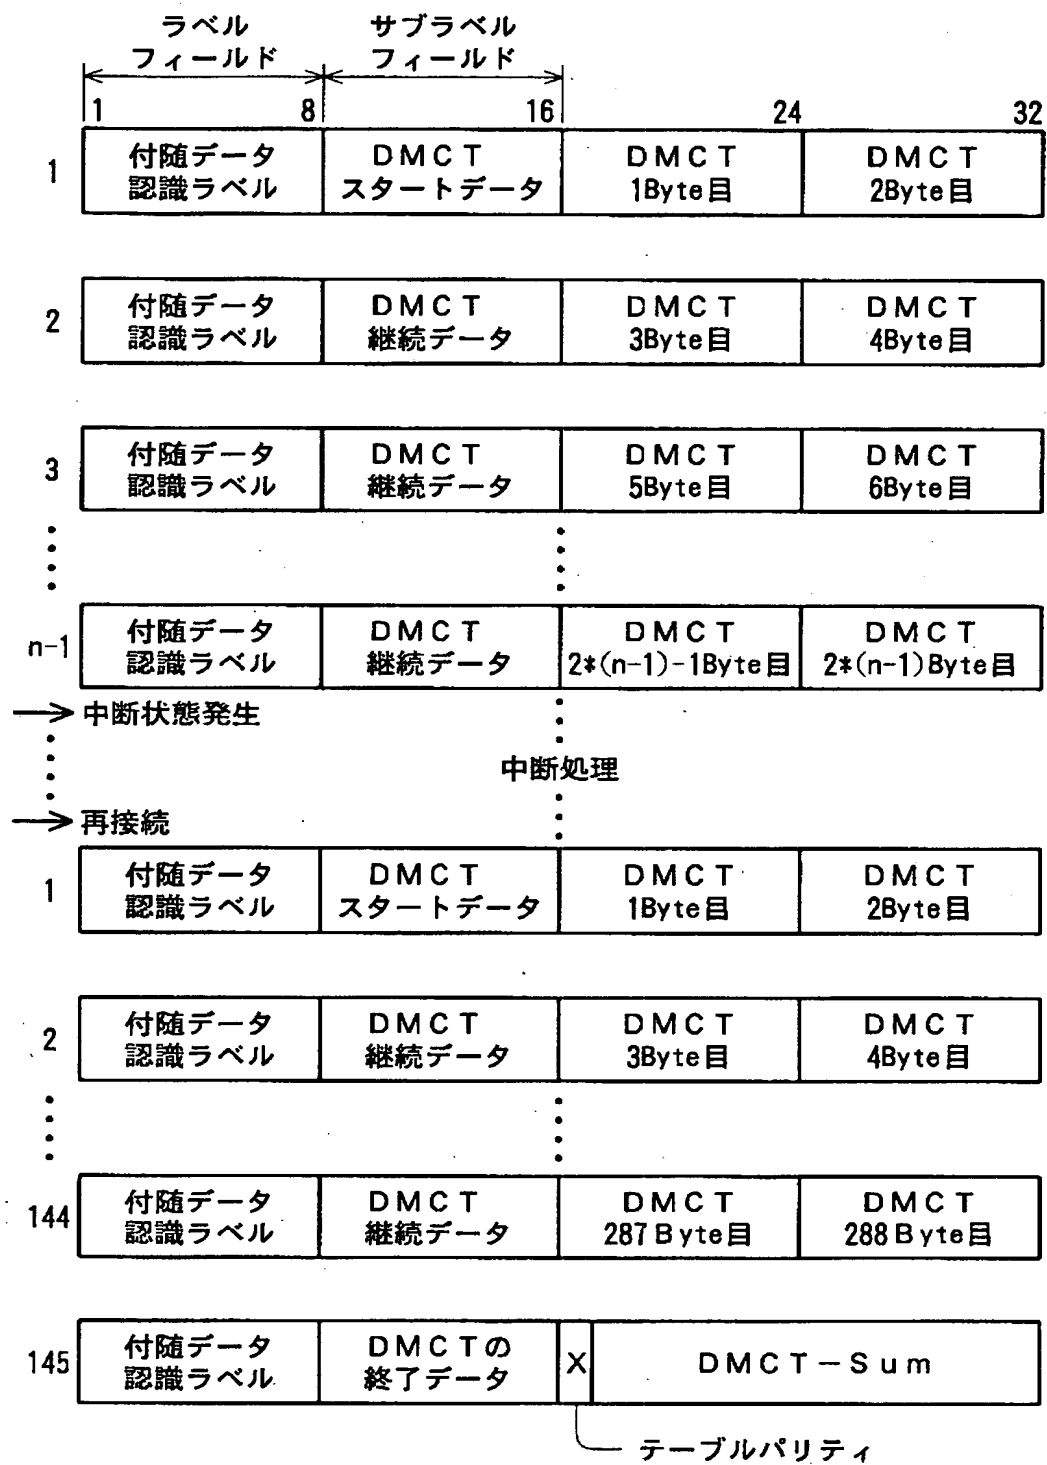 ラベル サブラベル
フィールド フィールド
1 8 16 24 32
1 付随データ DMCT DMCT DMCT
認識ラベル スタートデータ 1Byte目 2Byte目
2 付随データ DMCT DMCT DMCT
認識ラベル 継続データ 3Byte目 4Byte目
3 付随データ DMCT DMCT DMCT
認識ラベル 継続データ 5Byte目 6Byte目
n-1 付随データ DMCT DMCT DMCT
認識ラベル 継続データ 2*(n-1)-1Byte目 2*(n-1)Byte目
中断状態発生
中断処理
再接続
1 付随データ DMCT DMCT DMCT
認識ラベル スタートデータ 1Byte目 2Byte目
2 付随データ DMCT DMCT DMCT
認識ラベル 継続データ 3Byte目 4Byte目
144 付随データ DMCT DMCT DMCT
認識ラベル 継続データ 287Byte目 288Byte目
145 付随データ DMCTの X DMCT-Sum
認識ラベル 終了データ
テーブルパリティ